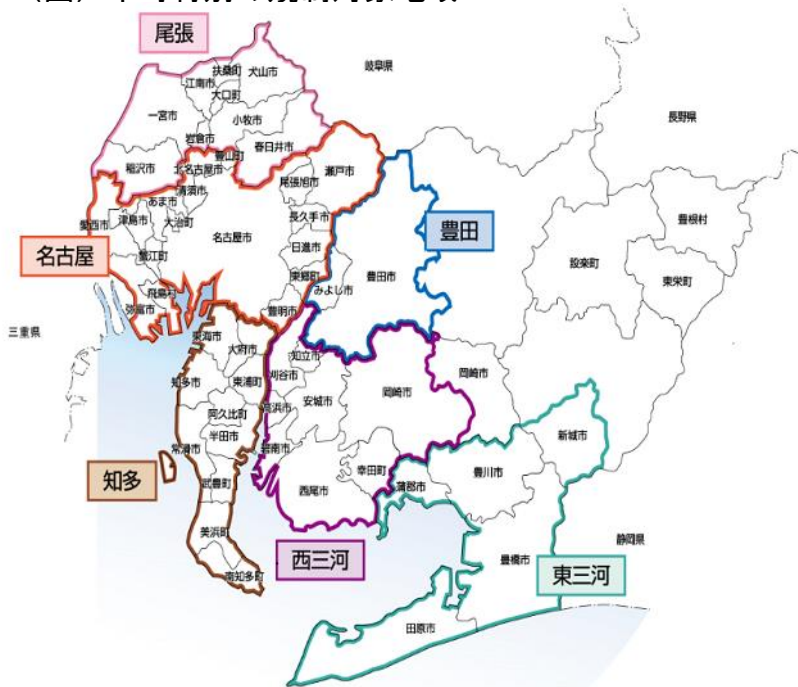 尾張
岐阜県
長野県
扶桑町
犬山市
江南市
大口町
一宮市
小牧市
岩倉市
豊山町
春日井市
稲沢市
北名古屋市
瀬戸市
清須市
尾張旭市
あま市
愛西市
津島市
大治町
長久手市
名古屋市
豊田
豊根村
設楽町
東栄町
名古屋
蟹江町
日進市
豊田市
東郷町
みよし市
飛島村
弥富市
豊明市
三重県
東海市
大府市
知立市
岡崎市
刈谷市
知多市
東浦町
岡崎市
安城市
高浜市
阿久比町
新城市
半田市
常滑市
碧南市
幸田町
豊川市
知多
武豊町
西尾市
蒲郡市
美浜町
静岡県
西三河
豊橋市
東三河
南知多町
田原市